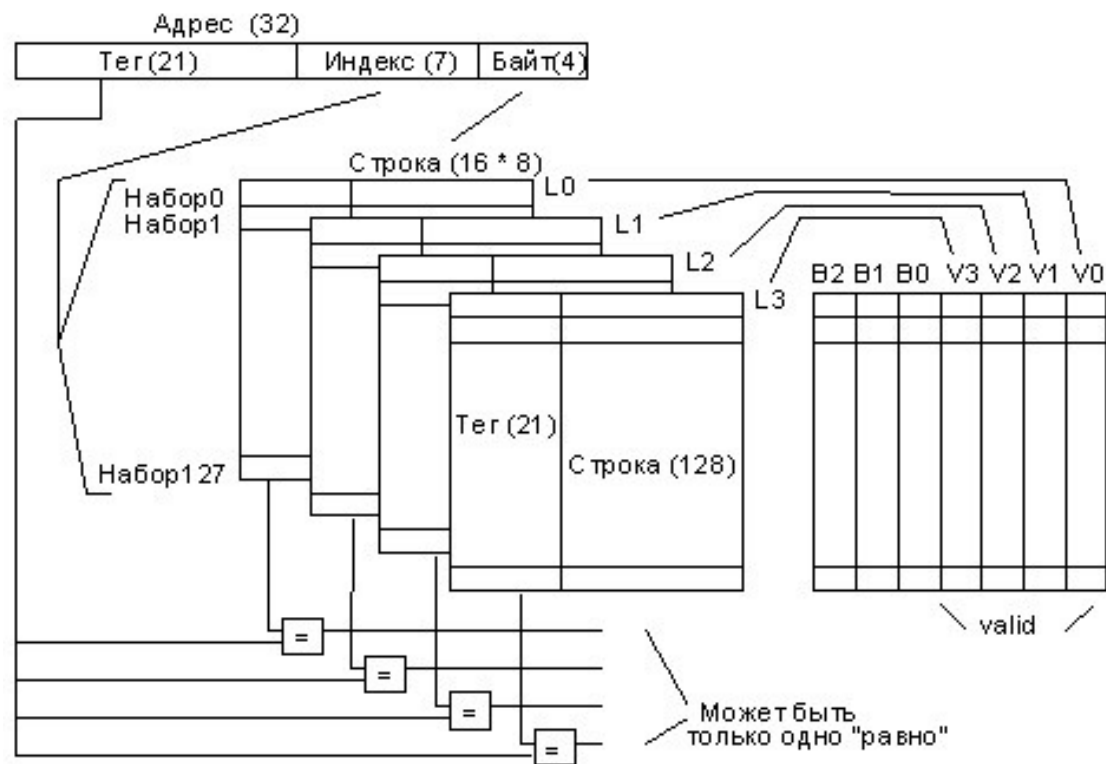 Адрес (32)
Тег(21) Индекс (7) Байт(4)
Строка (16 * 8)
Набор0
Набор1
L0
L1
L2
L3
B2 B1 B0 V3 V2 V1 V0
Тег (21)
Строка (128)
Набор127
valid
=
=
=
=
Может быть
только одно "равно"